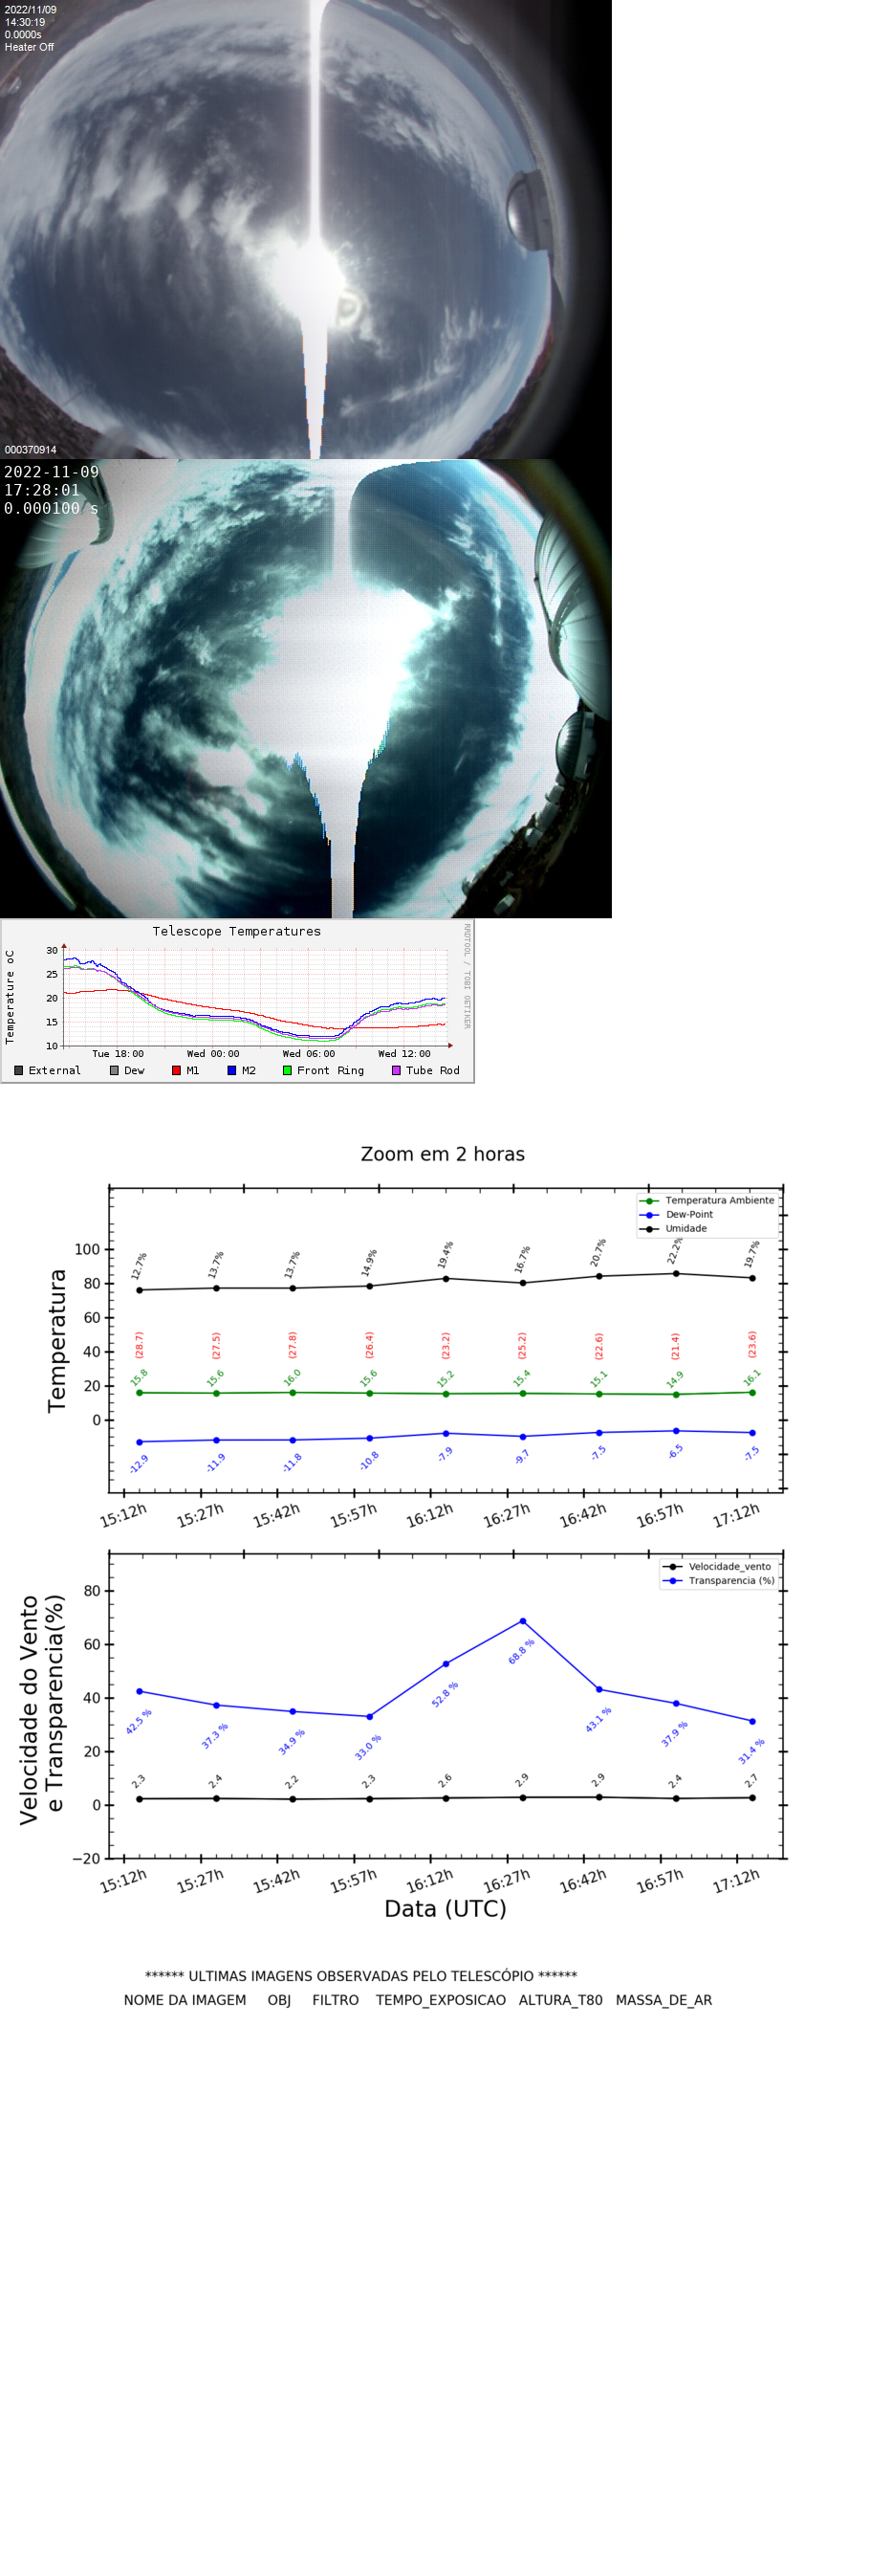 2022/11/09
14:30:19
0.0000s
Heater Off
000370914
2022-11-09
17:28:01
0.000100 s
Telescope Temperatures
RRDTOOL / TOBI OETIKER
Temperature oC
30
25
20
15
10
Tue 18:00 Wed 00:00 Wed 06:00 Wed 12:00
External Dew M1 M2 Front Ring Tube Rod
Zoom em 2 horas
Temperatura Ambiente
Dew-Point
Umidade
Temperatura
100
80
60
40
20
0
12.7% 13.7% 13.7% 14.9% 19.4% 16.7% 20.7% 22.2% 19.7%
(28.7) (27.5) (27.8) (26.4) (23.2) (25.2) (22.6) (21.4) (23.6)
15.8 15.6 16.0 15.6 15.2 15.4 15.1 14.9 16.1
-12.9 -11.9 -11.8 -10.8 -7.9 -9.7 -7.5 -6.5 -7.5
15:12h 15:27h 15:42h 15:57h 16:12h 16:27h 16:42h 16:57h 17:12h
Velocidade_vento
Transparencia (%)
Velocidade do Vento
e Transparencia(%)
80
60
40
20
0
−20
42.5 % 37.3 % 34.9 % 33.0 % 52.8 % 68.8 % 43.1 % 37.9 % 31.4 %
2.3 2.4 2.2 2.3 2.6 2.9 2.9 2.4 2.7
15:12h 15:27h 15:42h 15:57h 16:12h 16:27h 16:42h 16:57h 17:12h
Data (UTC)
****** ULTIMAS IMAGENS OBSERVADAS PELO TELESCÓPIO ******
NOME DA IMAGEM OBJ FILTRO TEMPO_EXPOSICAO ALTURA_T80 MASSA_DE_AR